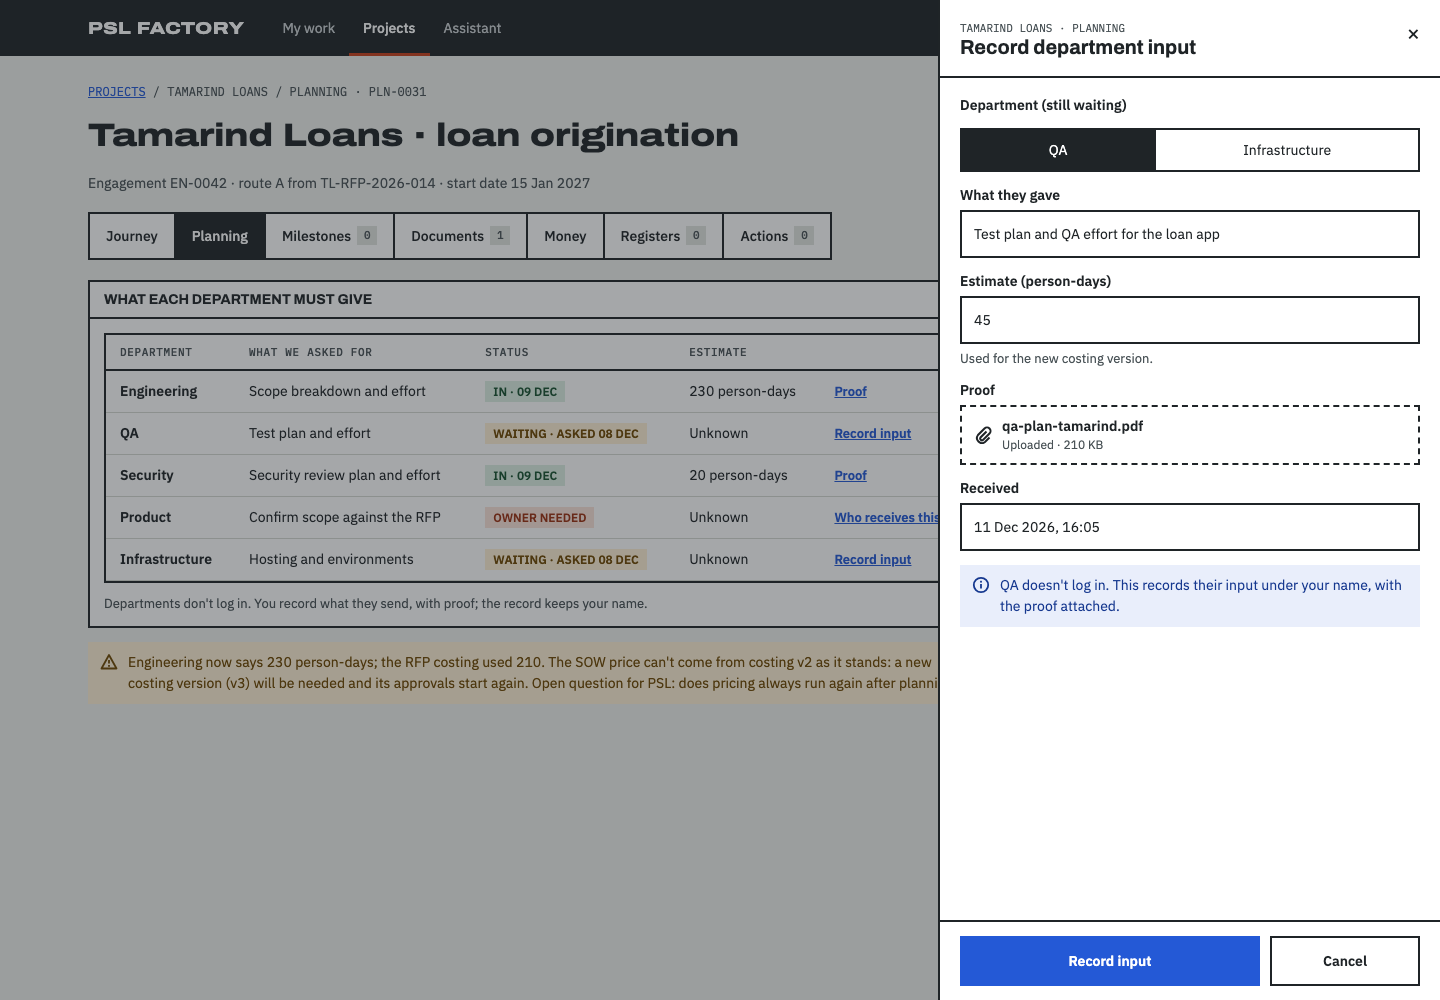 PSL FACTORY
My work
Projects
Assistant
PROJECTS / TAMARIND LOANS / PLANNING · PLN-0031
Tamarind Loans · loan origination
Engagement EN-0042 · route A from TL-RFP-2026-014 · start date 15 Jan 2027
Journey
Planning
Milestones 0
Documents 1
Money
Registers 0
Actions 0
WHAT EACH DEPARTMENT MUST GIVE
DEPARTMENT WHAT WE ASKED FOR STATUS ESTIMATE
Engineering Scope breakdown and effort IN · 09 DEC 230 person-days Proof
QA Test plan and effort WAITING · ASKED 08 DEC Unknown Record input
Security Security review plan and effort IN · 09 DEC 20 person-days Proof
Product Confirm scope against the RFP OWNER NEEDED Unknown Who receives this
Infrastructure Hosting and environments WAITING · ASKED 08 DEC Unknown Record input
Departments don't log in. You record what they send, with proof; the record keeps your name.
Engineering now says 230 person-days; the RFP costing used 210. The SOW price can't come from costing v2 as it stands: a new
costing version (v3) will be needed and its approvals start again. Open question for PSL: does pricing always run again after
TAMARIND LOANS · PLANNING
Record department input
Department (still waiting)
QA
Infrastructure
What they gave
Test plan and QA effort for the loan app
Estimate (person-days)
45
Used for the new costing version.
Proof
qa-plan-tamarind.pdf
Uploaded · 210 KB
Received
11 Dec 2026, 16:05
QA doesn't log in. This records their input under your name, with
the proof attached.
Record input
Cancel